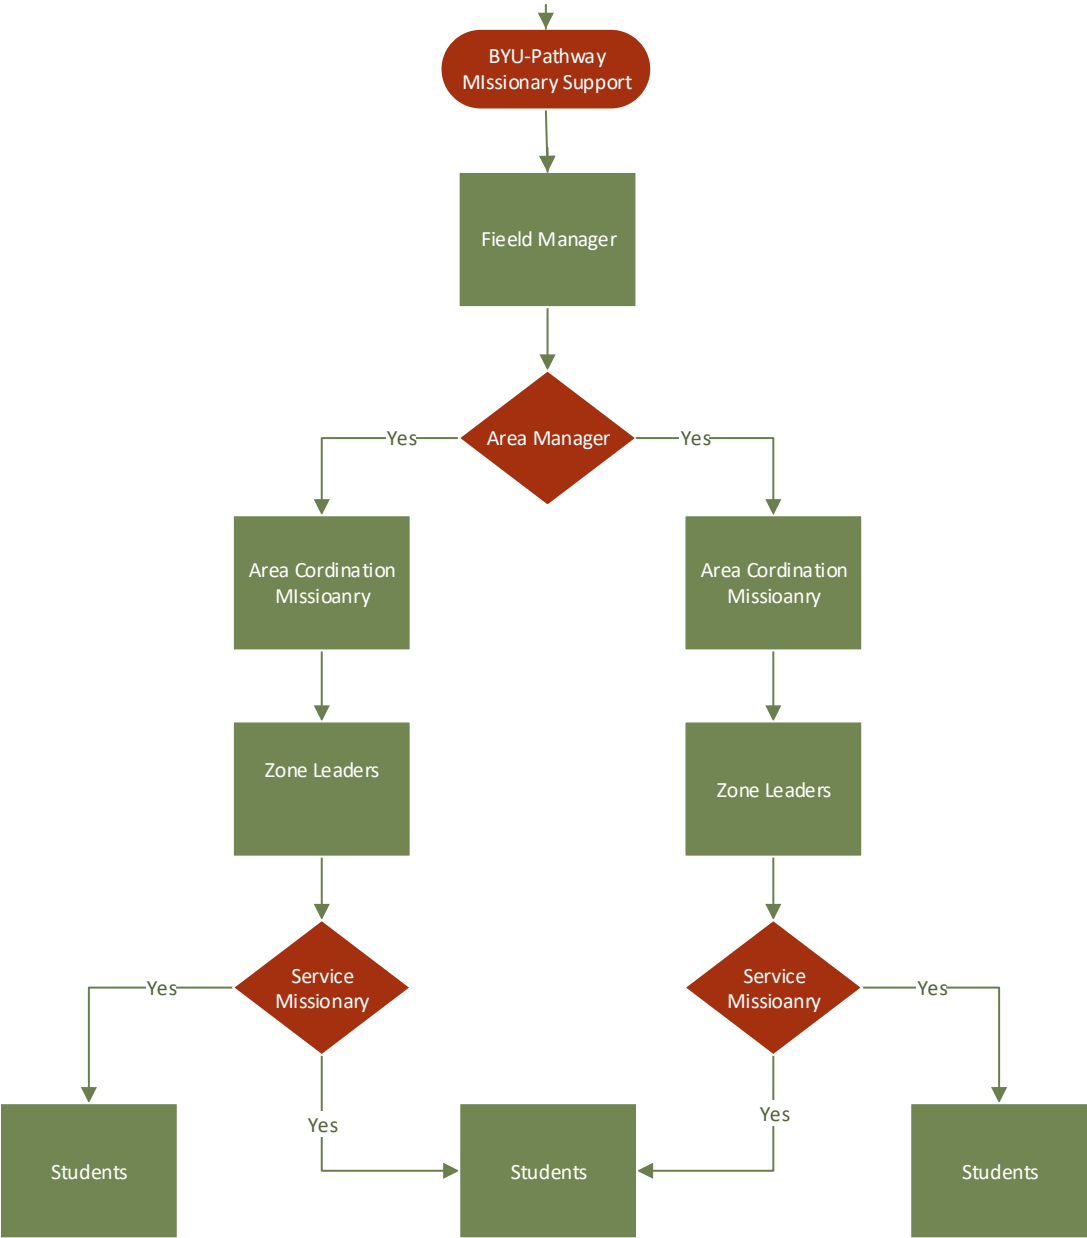 BYU-Pathway
MIssionary Support
Fieeld Manager
Yes
Area Manager
Yes
Area Cordination
MIssioanry
Area Cordination
Missioanry
Zone Leaders
Zone Leaders
Yes
Service
Missionary
Service
Missioanry
Yes
Yes
Yes
Students
Students
Students